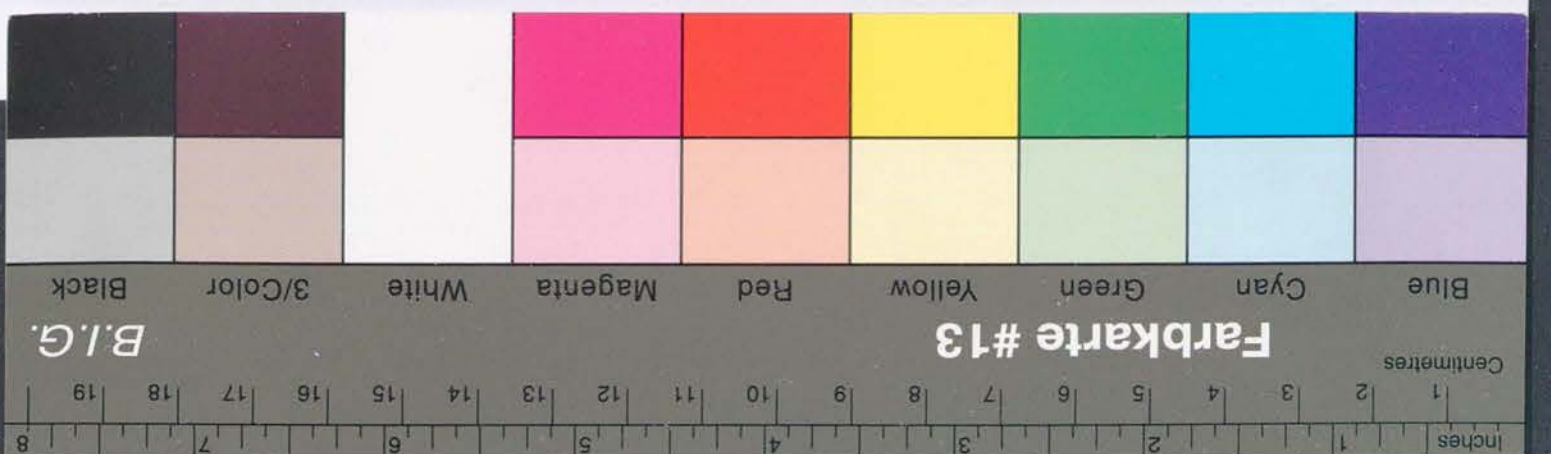 Inches 1 2 3 4 5 6 7 8
1 2 3 4 5 6 7 8 9 10 11 12 13 14 15 16 17 18 19
Centimetres
Farbkarte #13 B.I.G.
Blue Cyan Green Yellow Red Magenta White 3/Color Black